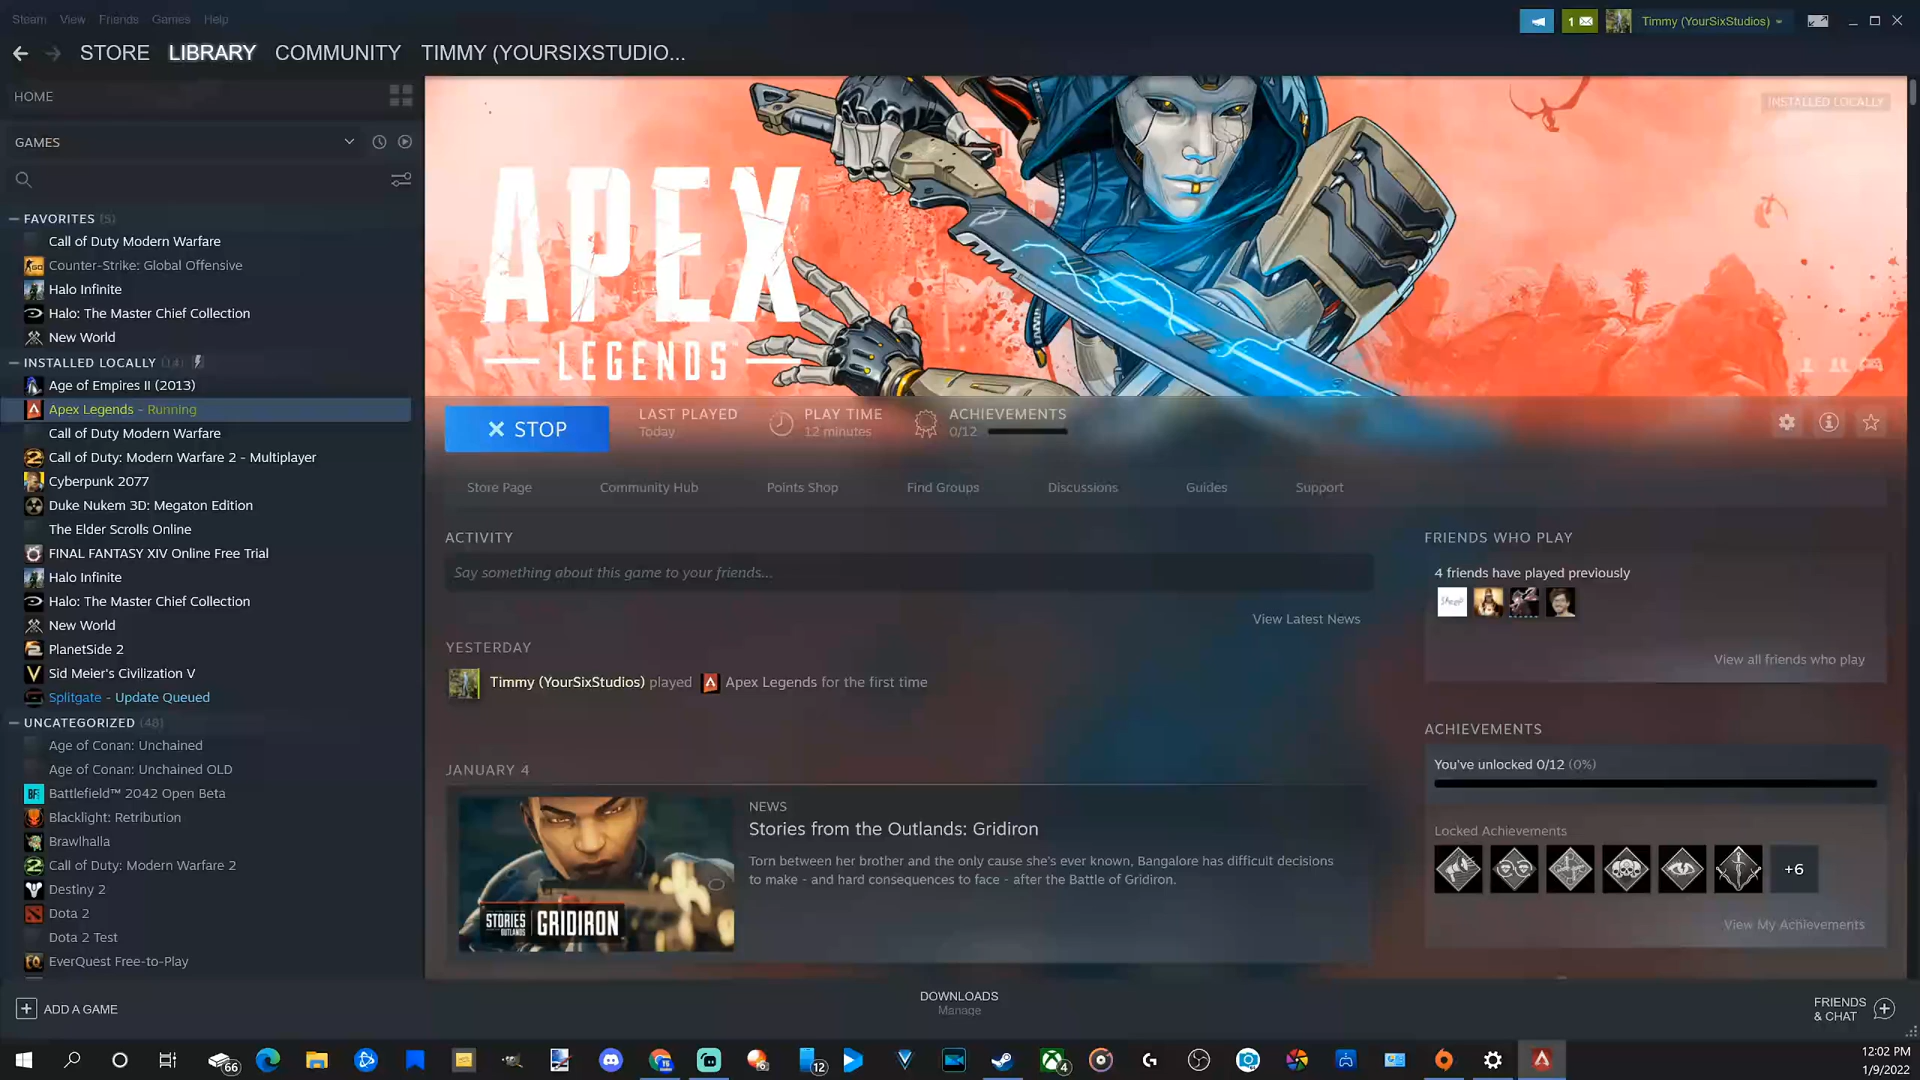 Steam View Friends Games Help
1
Timmy (YourSixStudios)
STORE LIBRARY COMMUNITY TIMMY (YOURSIXSTUDIO...
HOME
GAMES
FAVORITES (5)
Call of Duty Modern Warfare
Counter-Strike: Global Offensive
Halo Infinite
Halo: The Master Chief Collection
New World
INSTALLED LOCALLY (14)
Age of Empires II (2013)
Apex Legends - Running
Call of Duty Modern Warfare
Call of Duty: Modern Warfare 2 - Multiplayer
Cyberpunk 2077
Duke Nukem 3D: Megaton Edition
The Elder Scrolls Online
FINAL FANTASY XIV Online Free Trial
Halo Infinite
Halo: The Master Chief Collection
New World
PlanetSide 2
Sid Meier's Civilization V
Splitgate - Update Queued
UNCATEGORIZED (48)
Age of Conan: Unchained
Age of Conan: Unchained OLD
Battlefield™ 2042 Open Beta
Blacklight: Retribution
Brawlhalla
Call of Duty: Modern Warfare 2
Destiny 2
Dota 2
Dota 2 Test
EverQuest Free-to-Play
ADD A GAME
INSTALLED LOCALLY
APEX
LEGENDS
STOP
LAST PLAYED
Today
PLAY TIME
12 minutes
ACHIEVEMENTS
0/12
Store Page Community Hub Points Shop Find Groups Discussions Guides Support
ACTIVITY
Say something about this game to your friends...
View Latest News
YESTERDAY
Timmy (YourSixStudios) played Apex Legends for the first time
JANUARY 4
STORIES
OUTLANDS
GRIDIRON
NEWS
Stories from the Outlands: Gridiron
Torn between her brother and the only cause she's ever known, Bangalore has difficult decisions
to make - and hard consequences to face - after the Battle of Gridiron.
FRIENDS WHO PLAY
4 friends have played previously
View all friends who play
ACHIEVEMENTS
You've unlocked 0/12 (0%)
Locked Achievements
+6
View My Achievements
DOWNLOADS
Manage
FRIENDS
& CHAT
66
12
4
12:02 PM
1/9/2022